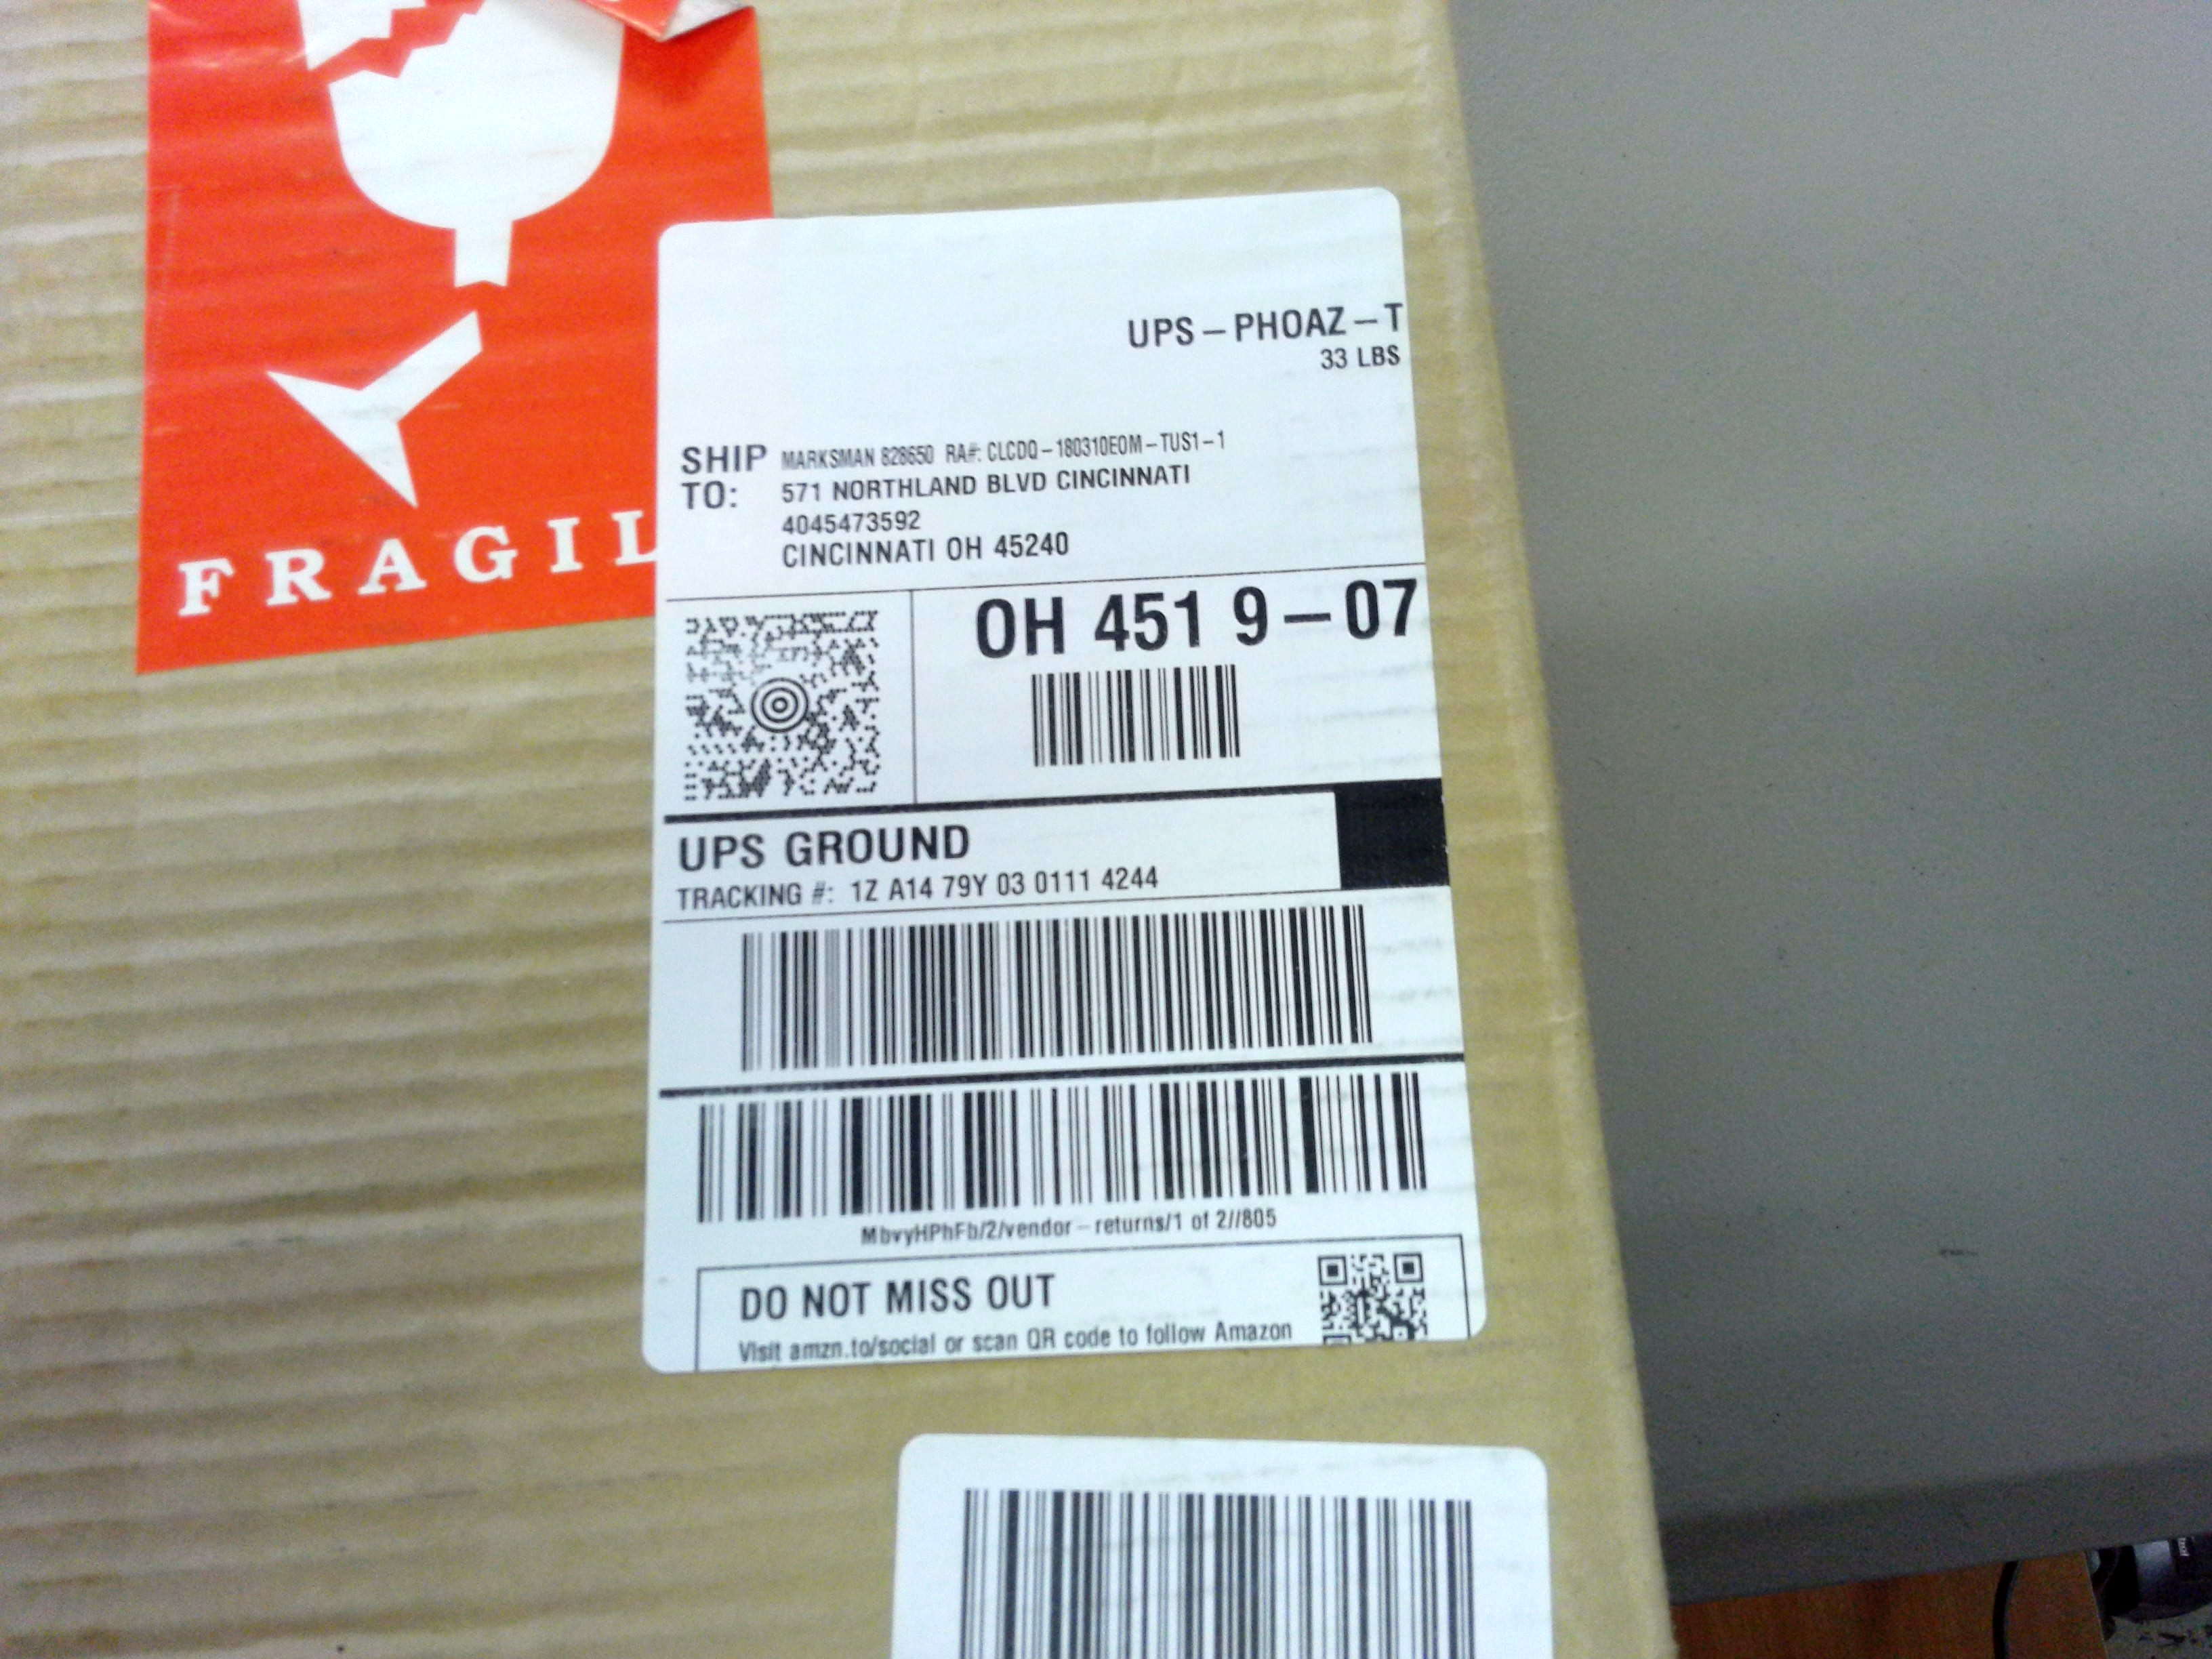 FRAGIL
UPS – PHOAZ – T
33 LBS
SHIP TO:
MARKSMAN 828650 RA#: CLCDQ – 180310EOM – TUS1 – 1
571 NORTHLAND BLVD CINCINNATI
4045473592
CINCINNATI OH 45240
OH 451 9 – 07
UPS GROUND
TRACKING #: 1Z A14 79Y 03 0111 4244
MbvyHPhFb/2/vendor – returns/1 of 2//805
DO NOT MISS OUT
Visit amzn.to/social or scan QR code to follow Amazon